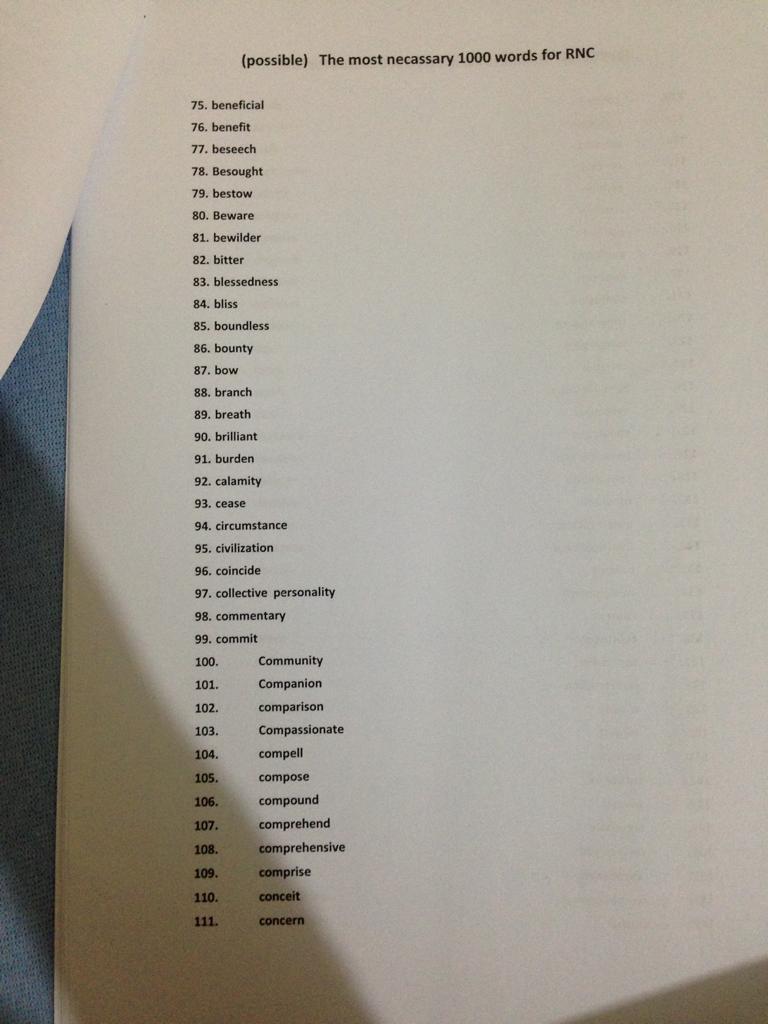 (possible) The most necassary 1000 words for RNC
75. beneficial
76. benefit
77. beseech
78. Besought
79. bestow
80. Beware
81. bewilder
82. bitter
83. blessedness
84. bliss
85. boundless
86. bounty
87. bow
88. branch
89. breath
90. brilliant
91. burden
92. calamity
93. cease
94. circumstance
95. civilization
96. coincide
97. collective personality
98. commentary
99. commit
100. Community
101. Companion
102. comparison
103. Compassionate
104. compell
105. compose
106. compound
107. comprehend
108. comprehensive
109. comprise
110. conceit
111. concern